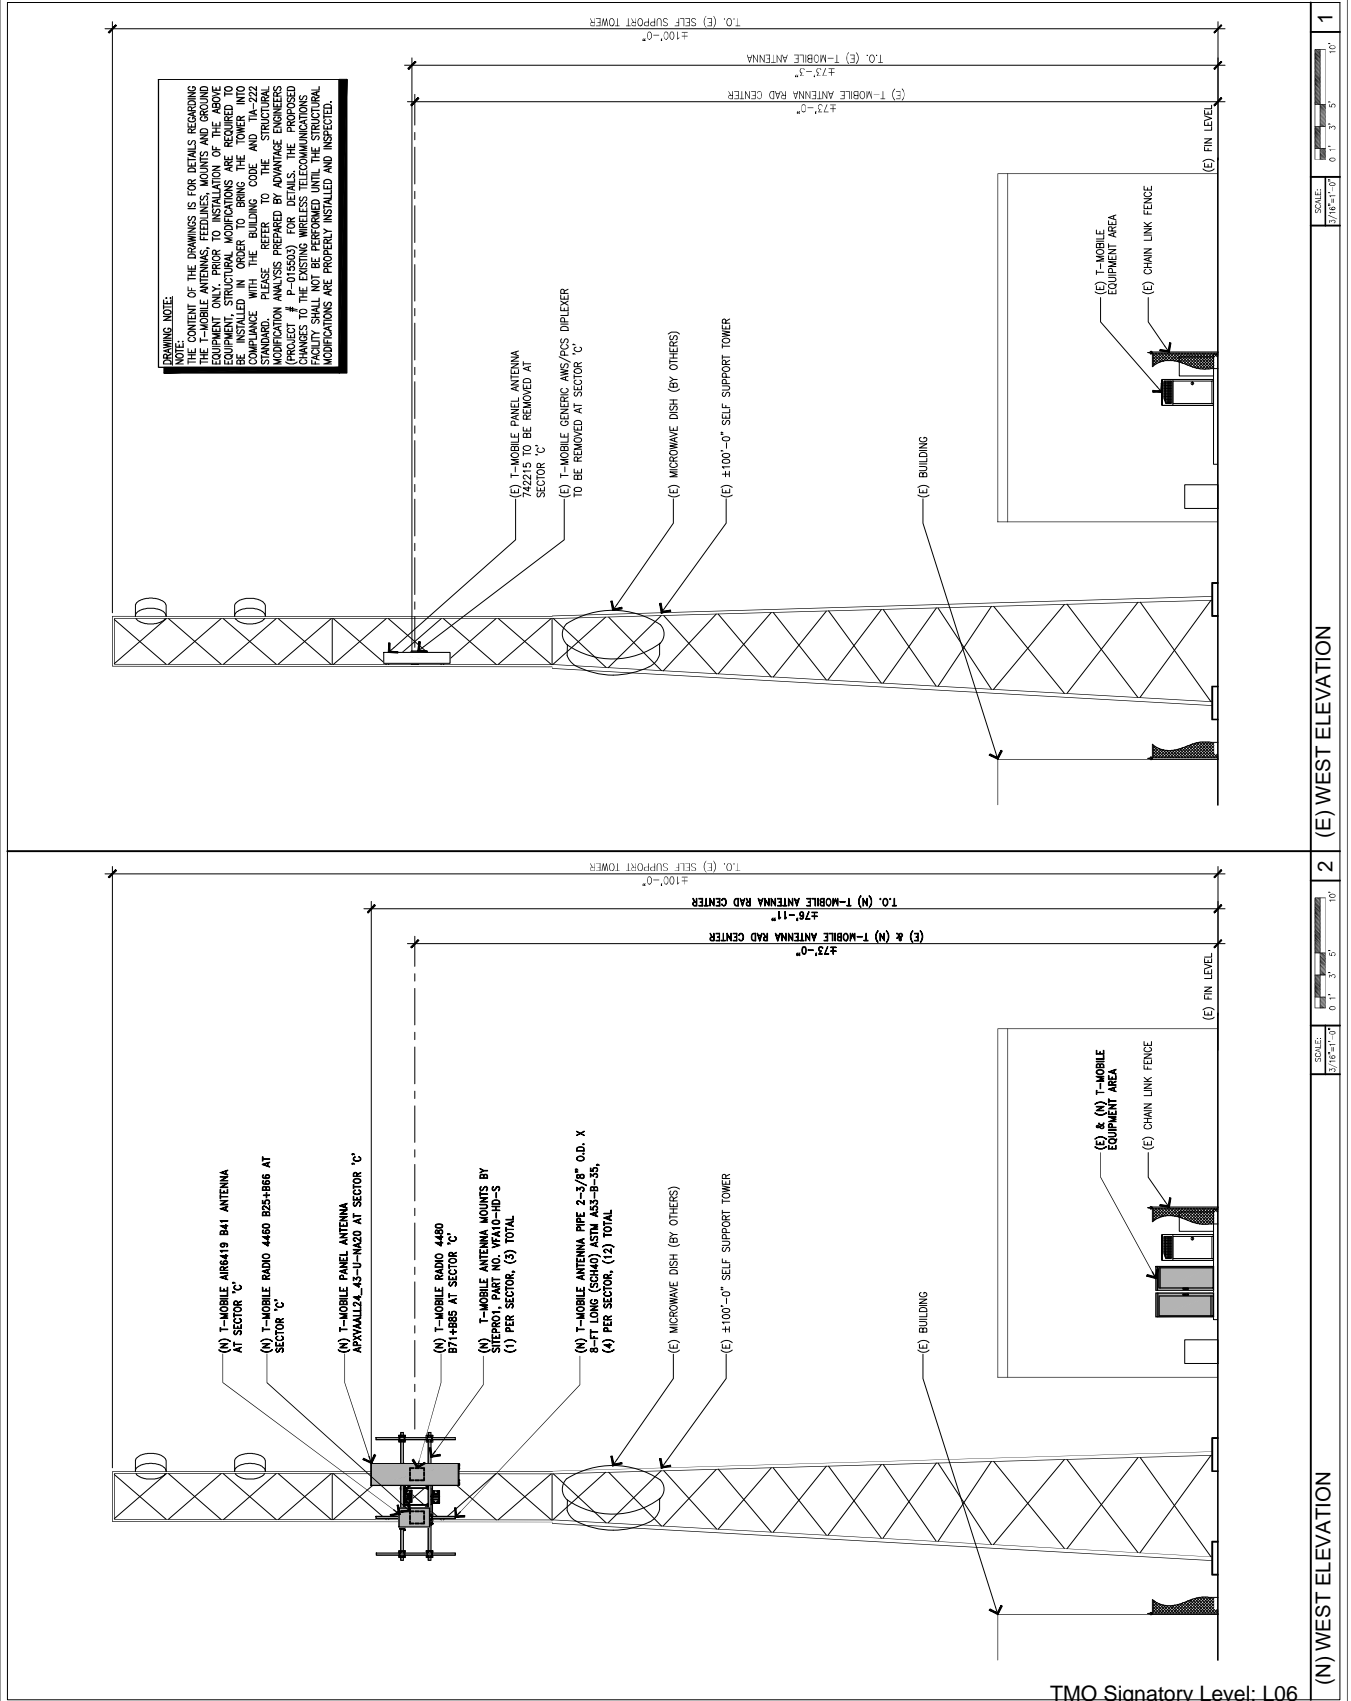 DRAWING NOTE:
NOTE:
THE CONTENT OF THE DRAWINGS IS FOR DETAILS REGARDING
THE T-MOBILE ANTENNAS, FEEDLINES, MOUNTS AND GROUND
EQUIPMENT ONLY. PRIOR TO INSTALLATION OF THE ABOVE
EQUIPMENT, STRUCTURAL MODIFICATIONS ARE REQUIRED TO
BE INSTALLED IN ORDER TO BRING THE TOWER INTO
COMPLIANCE WITH THE BUILDING CODE AND TIA-222
STANDARD. PLEASE REFER TO THE STRUCTURAL
MODIFICATION ANALYSIS PREPARED BY ADVANTAGE ENGINEERS
(PROJECT # P-015503) FOR DETAILS. THE PROPOSED
CHANGES TO THE EXISTING WIRELESS TELECOMMUNICATIONS
FACILITY SHALL NOT BE PERFORMED UNTIL THE STRUCTURAL
MODIFICATIONS ARE PROPERLY INSTALLED AND INSPECTED.
T.O. (E) SELF SUPPORT TOWER
±100'-0"
T.O. (E) T-MOBILE ANTENNA
±73'-3"
(E) T-MOBILE ANTENNA RAD CENTER
±73'-0"
(E) T-MOBILE PANEL ANTENNA
742215 TO BE REMOVED AT
SECTOR 'C'
(E) T-MOBILE GENERIC AWS/PCS DIPLEXER
TO BE REMOVED AT SECTOR 'C'
(E) MICROWAVE DISH (BY OTHERS)
(E) ±100'-0" SELF SUPPORT TOWER
(E) BUILDING
(E) T-MOBILE
EQUIPMENT AREA
(E) CHAIN LINK FENCE
(E) FIN LEVEL
(E) WEST ELEVATION
SCALE:
3/16"=1'-0"
0 1' 3' 5' 10'
1
T.O. (E) SELF SUPPORT TOWER
±100'-0"
T.O. (N) T-MOBILE ANTENNA RAD CENTER
±76'-11"
(E) & (N) T-MOBILE ANTENNA RAD CENTER
±73'-0"
(N) T-MOBILE AIR6419 B41 ANTENNA
AT SECTOR 'C'
(N) T-MOBILE RADIO 4460 B25+B66 AT
SECTOR 'C'
(N) T-MOBILE PANEL ANTENNA
APXVAALL24_43-U-NA20 AT SECTOR 'C'
(N) T-MOBILE RADIO 4480
B71+B85 AT SECTOR 'C'
(N) T-MOBILE ANTENNA MOUNTS BY
SITEPRO1, PART NO. VFA10-HD-S
(1) PER SECTOR, (3) TOTAL
(N) T-MOBILE ANTENNA PIPE 2-3/8" O.D. X
8-FT LONG (SCH40) ASTM A53-B-35,
(4) PER SECTOR, (12) TOTAL
(E) MICROWAVE DISH (BY OTHERS)
(E) ±100'-0" SELF SUPPORT TOWER
(E) BUILDING
(E) & (N) T-MOBILE
EQUIPMENT AREA
(E) CHAIN LINK FENCE
(E) FIN LEVEL
(N) WEST ELEVATION
SCALE:
3/16"=1'-0"
0 1' 3' 5' 10'
2
TMO Signatory Level: L06